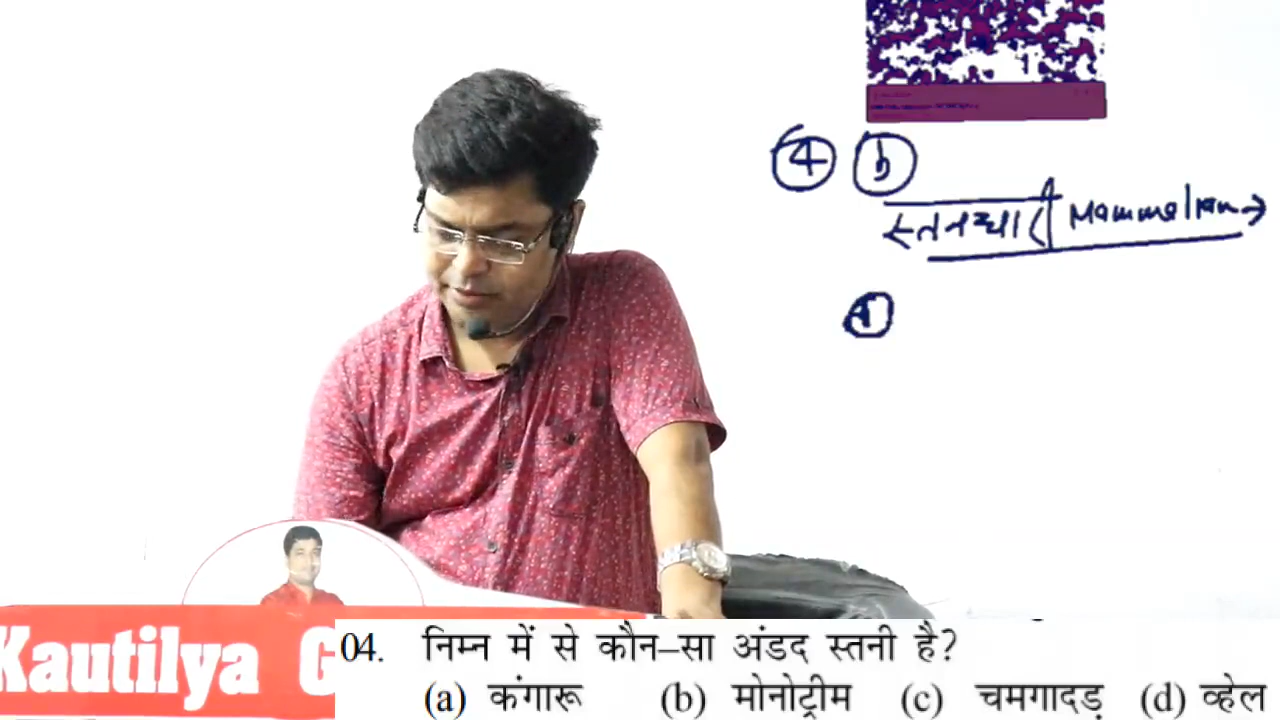 4 b
स्तनधारी Mammalian →
a
Kautilya G
04. निम्न में से कौन–सा अंडद स्तनी है?
(a) कंगारू (b) मोनोट्रीम (c) चमगादड़ (d) व्हेल